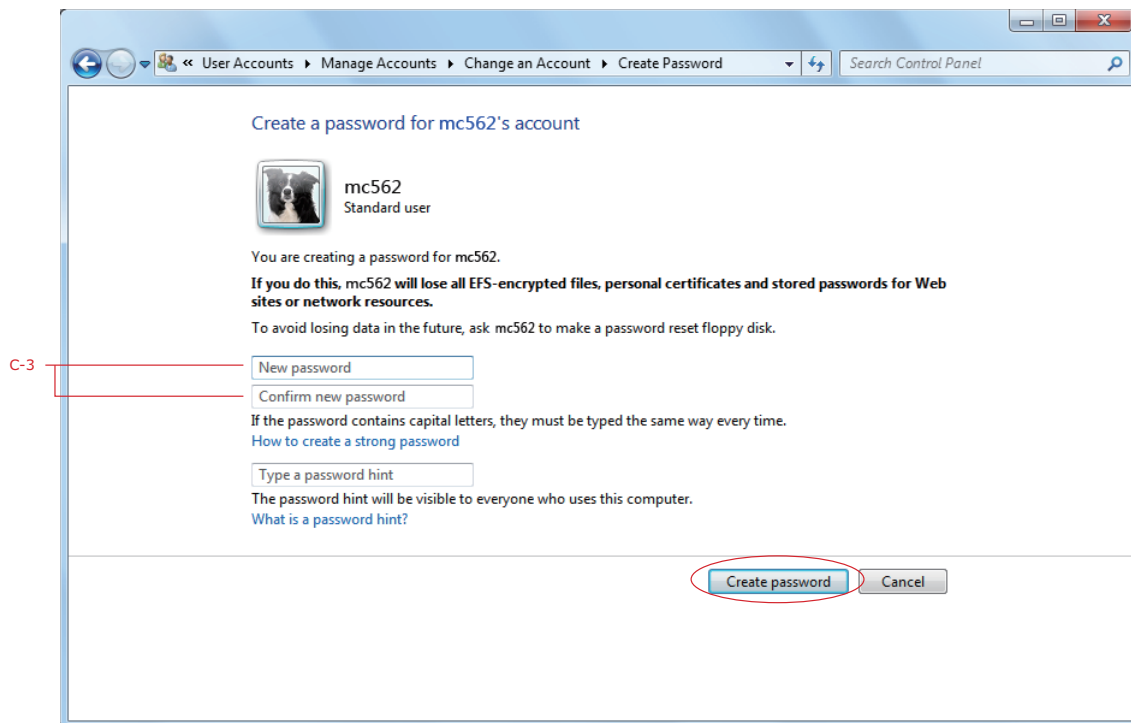 « User Accounts Manage Accounts Change an Account Create Password Search Control Panel
Create a password for mc562's account
mc562
Standard user
You are creating a password for mc562.
If you do this, mc562 will lose all EFS-encrypted files, personal certificates and stored passwords for Web
sites or network resources.
To avoid losing data in the future, ask mc562 to make a password reset floppy disk.
C-3
New password
Confirm new password
If the password contains capital letters, they must be typed the same way every time.
How to create a strong password
Type a password hint
The password hint will be visible to everyone who uses this computer.
What is a password hint?
Create password Cancel